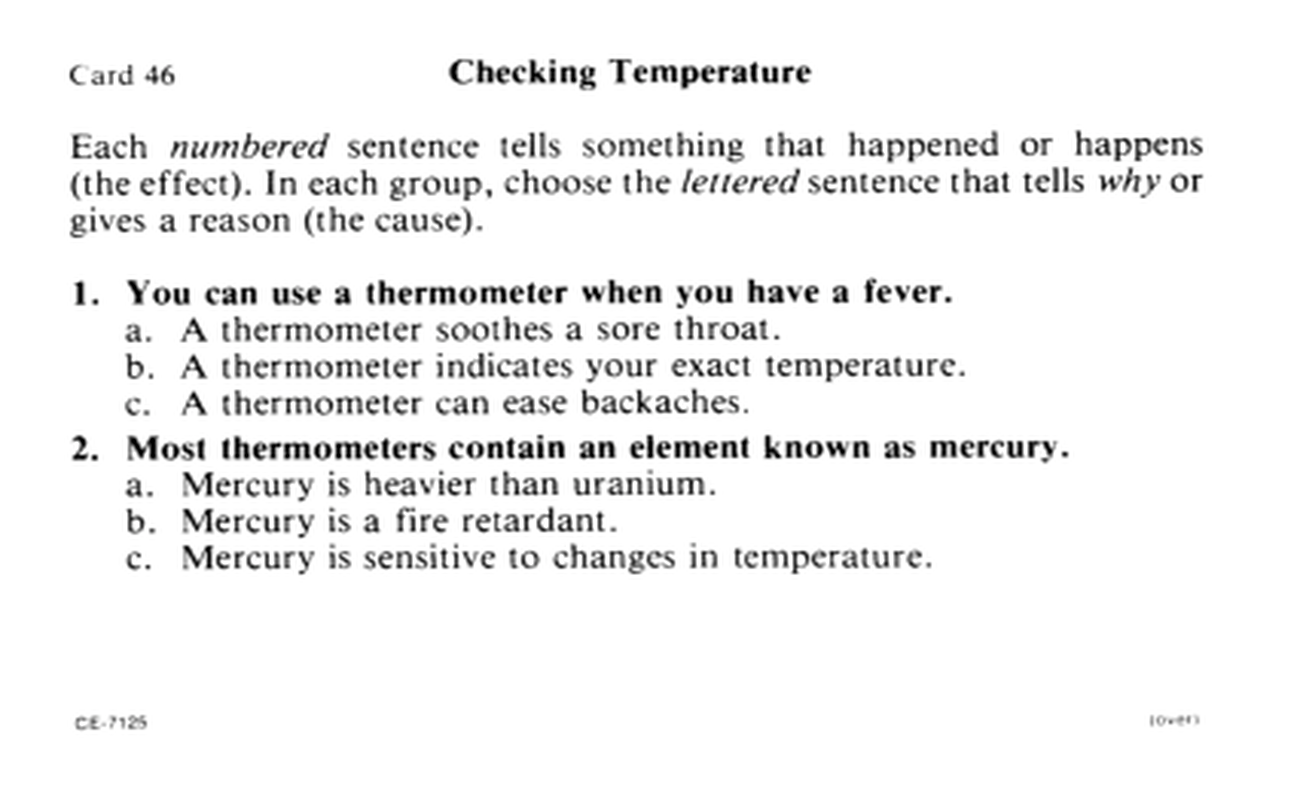 Card 46
Checking Temperature
Each numbered sentence tells something that happened or happens
(the effect). In each group, choose the lettered sentence that tells why or
gives a reason (the cause).
1. You can use a thermometer when you have a fever.
a. A thermometer soothes a sore throat.
b. A thermometer indicates your exact temperature.
c. A thermometer can ease backaches.
2. Most thermometers contain an element known as mercury.
a. Mercury is heavier than uranium.
b. Mercury is a fire retardant.
c. Mercury is sensitive to changes in temperature.
CE-7125
(over)